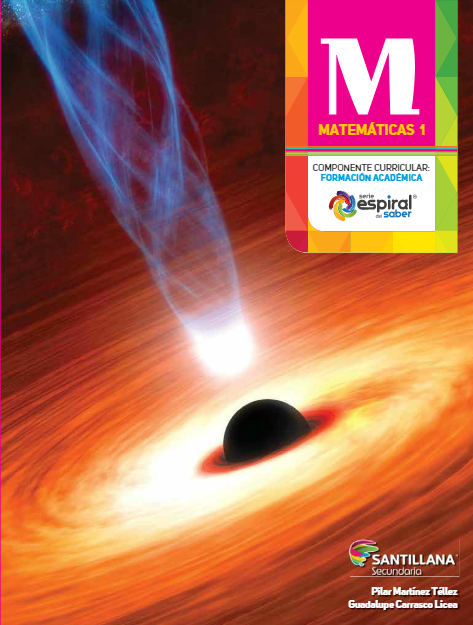 M
MATEMÁTICAS 1
COMPONENTE CURRICULAR:
FORMACIÓN ACADÉMICA
serie
espiral®
del saber
SANTILLANA
Secundaria
Pilar Martínez Téllez
Guadalupe Carrasco Licea